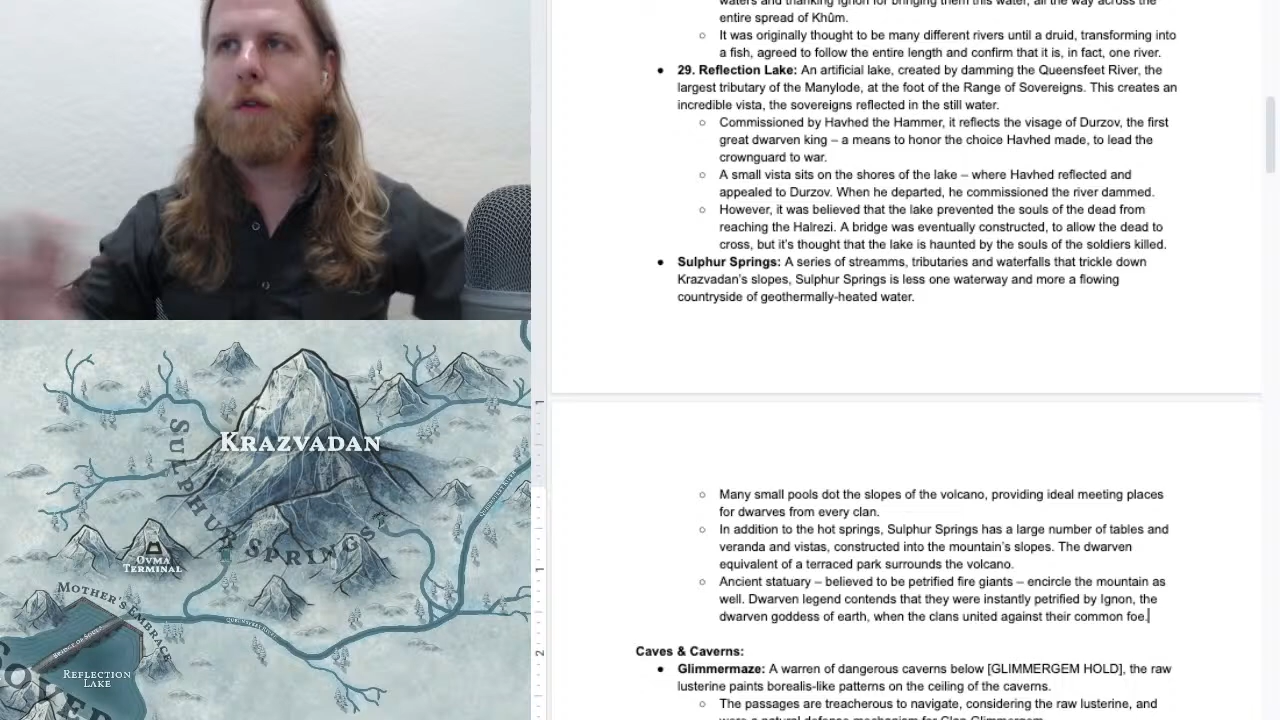 waters and thanking Ignon for bringing them this water, all the way across the
entire spread of Khûm.
○ It was originally thought to be many different rivers until a druid, transforming into
a fish, agreed to follow the entire length and confirm that it is, in fact, one river.
● 29. Reflection Lake: An artificial lake, created by damming the Queensfeet River, the
largest tributary of the Manylode, at the foot of the Range of Sovereigns. This creates an
incredible vista, the sovereigns reflected in the still water.
○ Commissioned by Havhed the Hammer, it reflects the visage of Durzov, the first
great dwarven king – a means to honor the choice Havhed made, to lead the
crownguard to war.
○ A small vista sits on the shores of the lake – where Havhed reflected and
appealed to Durzov. When he departed, he commissioned the river dammed.
○ However, it was believed that the lake prevented the souls of the dead from
reaching the Halrezi. A bridge was eventually constructed, to allow the dead to
cross, but it's thought that the lake is haunted by the souls of the soldiers killed.
● Sulphur Springs: A series of streamms, tributaries and waterfalls that trickle down
Krazvadan's slopes, Sulphur Springs is less one waterway and more a flowing
countryside of geothermally-heated water.
○ Many small pools dot the slopes of the volcano, providing ideal meeting places
for dwarves from every clan.
○ In addition to the hot springs, Sulphur Springs has a large number of tables and
veranda and vistas, constructed into the mountain's slopes. The dwarven
equivalent of a terraced park surrounds the volcano.
○ Ancient statuary – believed to be petrified fire giants – encircle the mountain as
well. Dwarven legend contends that they were instantly petrified by Ignon, the
dwarven goddess of earth, when the clans united against their common foe.
Caves & Caverns:
● Glimmermaze: A warren of dangerous caverns below [GLIMMERGEM HOLD], the raw
lusterine paints borealis-like patterns on the ceiling of the caverns.
○ The passages are treacherous to navigate, considering the raw lusterine, and
were a natural defense mechanism for Clan Glimmergem.
KRAZVADAN
SULPHUR SPRINGS
OVMA
TERMINAL
MOTHER'S EMBRACE
BRIDGE OF SOULS
REFLECTION
LAKE
QUEENSFEET RIVER
1
1
2